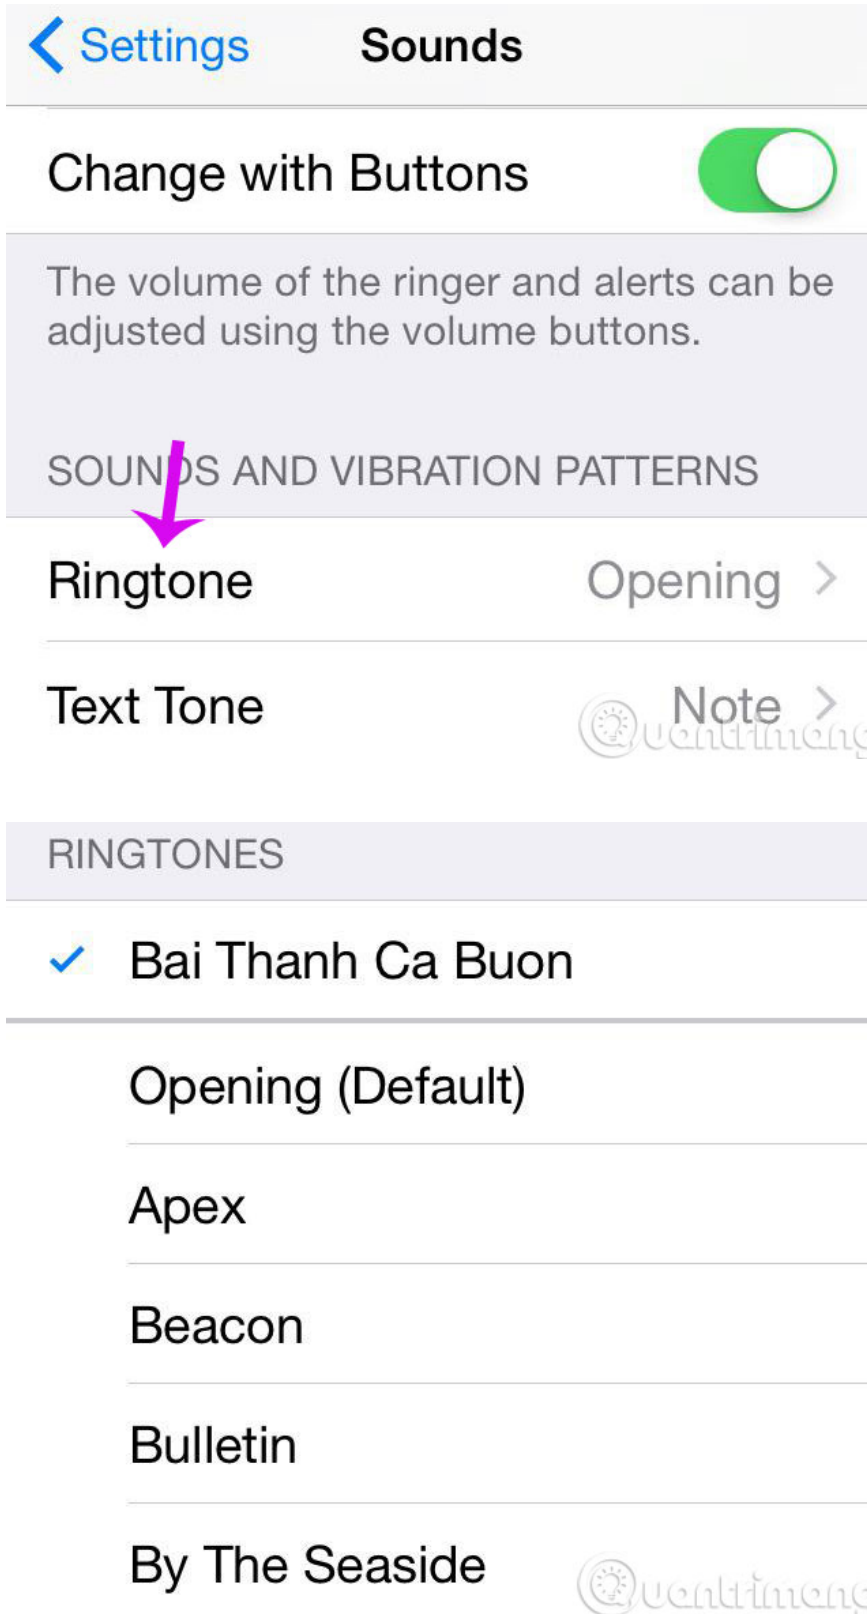 Settings
Sounds
Change with Buttons
The volume of the ringer and alerts can be
adjusted using the volume buttons.
SOUNDS AND VIBRATION PATTERNS
Ringtone
Opening
Text Tone
Note
Quantrimang
RINGTONES
Bai Thanh Ca Buon
Opening (Default)
Apex
Beacon
Bulletin
By The Seaside
Quantrimang